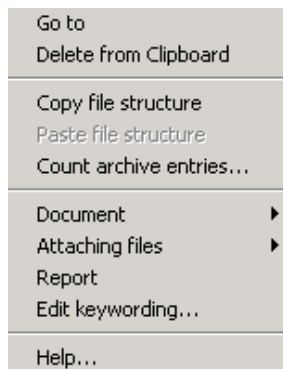 Go to
Delete from Clipboard
Copy file structure
Paste file structure
Count archive entries...
Document
Attaching files
Report
Edit keywording...
Help...